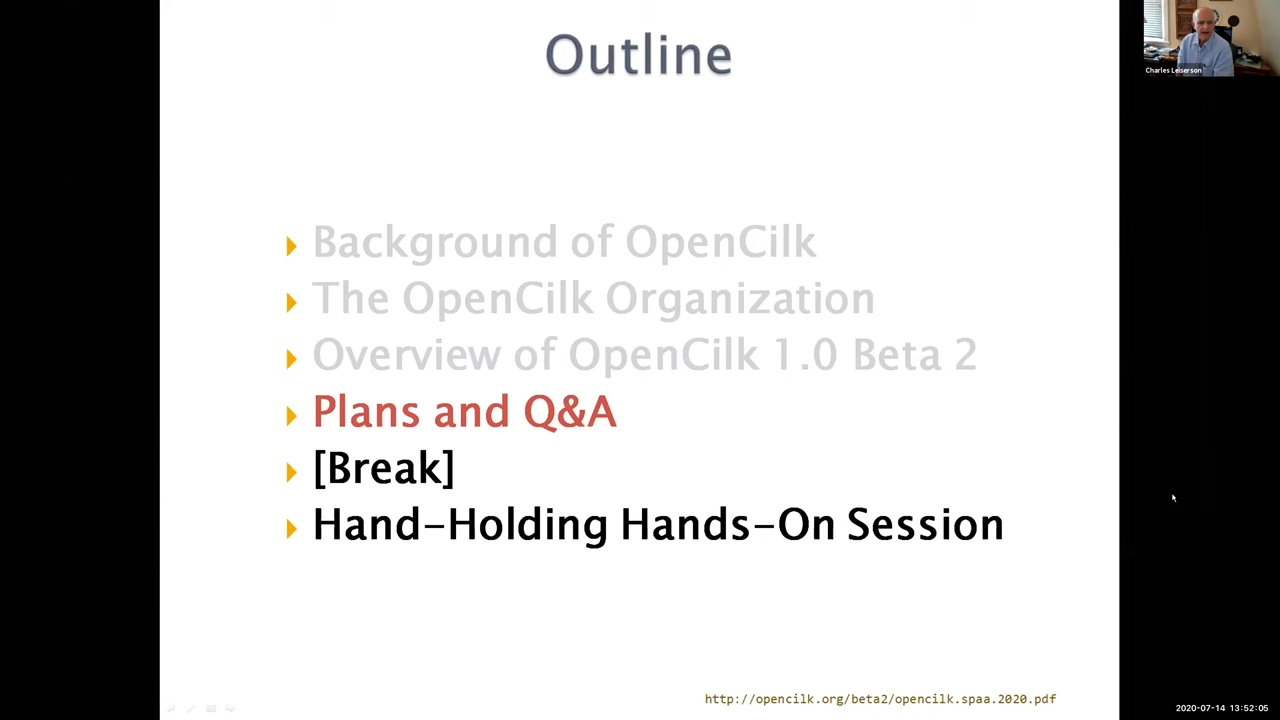 Outline
Charles Leiserson
Background of OpenCilk
The OpenCilk Organization
Overview of OpenCilk 1.0 Beta 2
Plans and Q&A
[Break]
Hand-Holding Hands-On Session
http://opencilk.org/beta2/opencilk.spaa.2020.pdf
2020-07-14 13:52:05